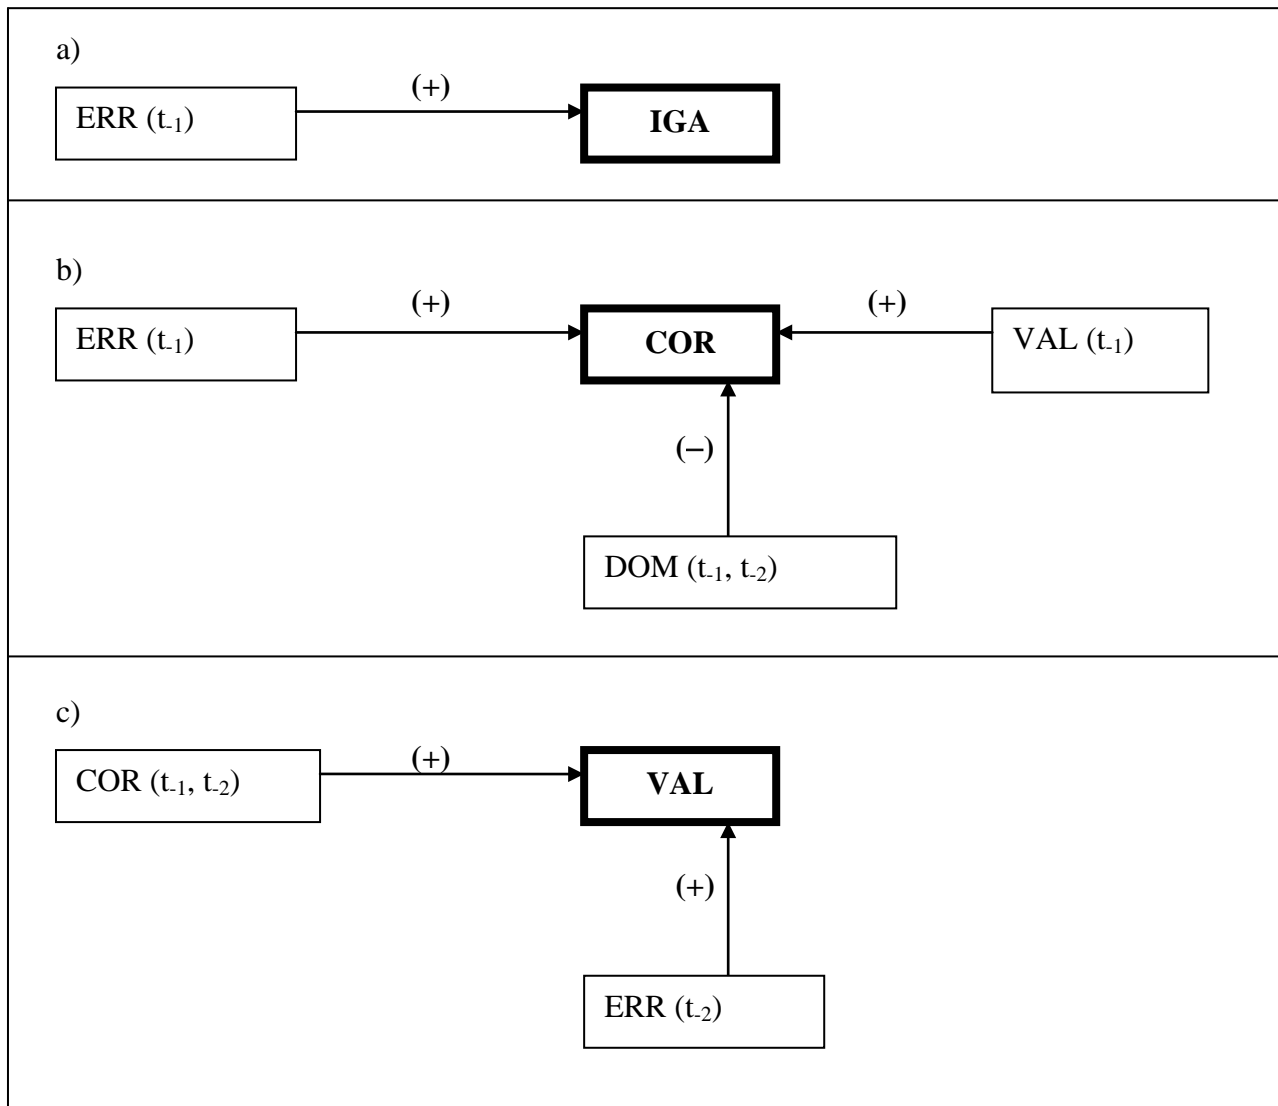 a)
(+)
ERR (t₋₁)
IGA
b)
(+)
(+)
ERR (t₋₁)
COR
VAL (t₋₁)
(−)
DOM (t₋₁, t₋₂)
c)
(+)
COR (t₋₁, t₋₂)
VAL
(+)
ERR (t₋₂)